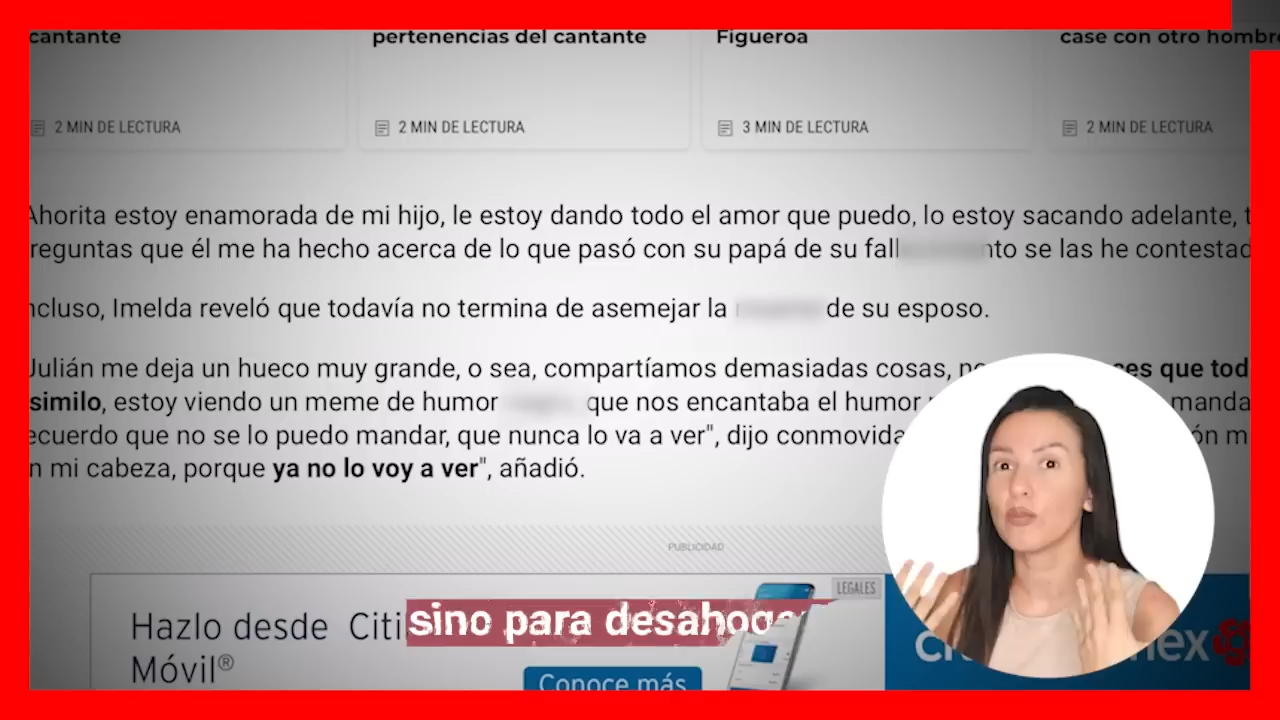 cantante
pertenencias del cantante
Figueroa
case con otro hombre
2 MIN DE LECTURA
2 MIN DE LECTURA
3 MIN DE LECTURA
2 MIN DE LECTURA
Ahorita estoy enamorada de mi hijo, le estoy dando todo el amor que puedo, lo estoy sacando adelante, t
reguntas que él me ha hecho acerca de lo que pasó con su papá de su fall nto se las he contestad
ncluso, Imelda reveló que todavía no termina de asemejar la de su esposo.
Julián me deja un hueco muy grande, o sea, compartíamos demasiadas cosas, ces que tod
similo, estoy viendo un meme de humor que nos encantaba el humor manda
ecuerdo que no se lo puedo mandar, que nunca lo va a ver", dijo conmovida ón m
n mi cabeza, porque ya no lo voy a ver", añadió.
PUBLICIDAD
LEGALES
Hazlo desde Citi
Móvil®
sino para desahoga
Conoce más
nex